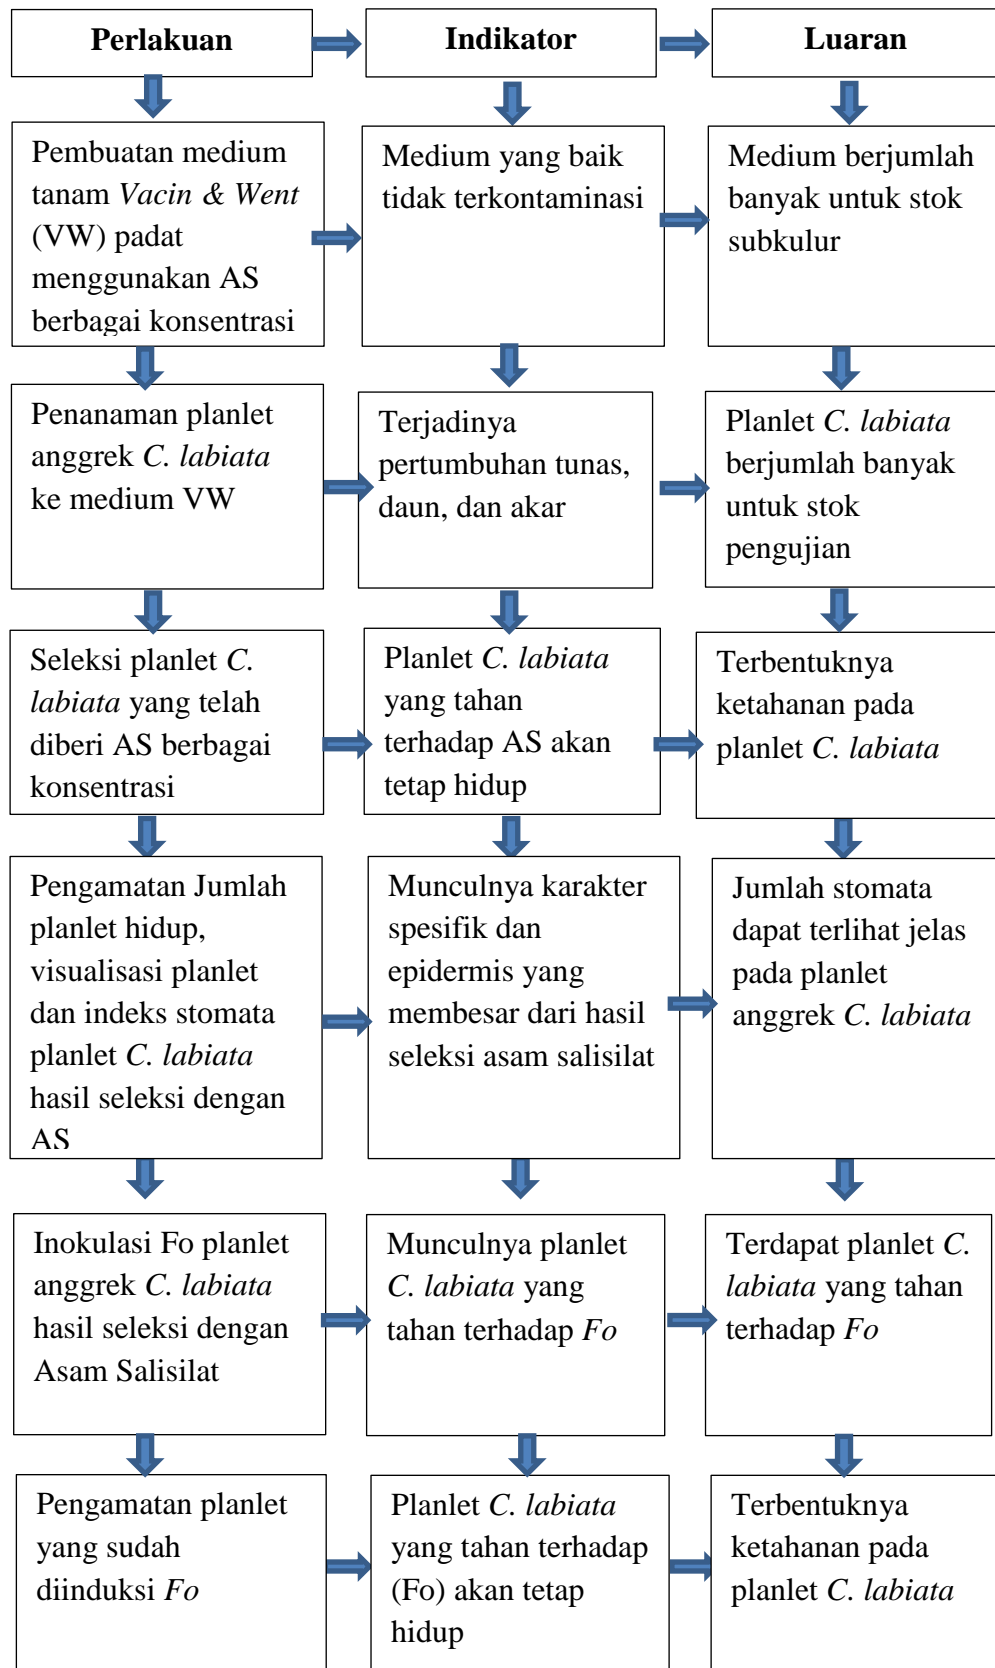 Perlakuan
Indikator
Luaran
Pembuatan medium
tanam Vacin & Went
(VW) padat
menggunakan AS
berbagai konsentrasi
Medium yang baik
tidak terkontaminasi
Medium berjumlah
banyak untuk stok
subkulur
Penanaman planlet
anggrek C. labiata
ke medium VW
Terjadinya
pertumbuhan tunas,
daun, dan akar
Planlet C. labiata
berjumlah banyak
untuk stok
pengujian
Seleksi planlet C.
labiata yang telah
diberi AS berbagai
konsentrasi
Planlet C. labiata
yang tahan
terhadap AS akan
tetap hidup
Terbentuknya
ketahanan pada
planlet C. labiata
Pengamatan Jumlah
planlet hidup,
visualisasi planlet
dan indeks stomata
planlet C. labiata
hasil seleksi dengan
AS
Munculnya karakter
spesifik dan
epidermis yang
membesar dari hasil
seleksi asam salisilat
Jumlah stomata
dapat terlihat jelas
pada planlet
anggrek C. labiata
Inokulasi Fo planlet
anggrek C. labiata
hasil seleksi dengan
Asam Salisilat
Munculnya planlet
C. labiata yang
tahan terhadap Fo
Terdapat planlet C.
labiata yang tahan
terhadap Fo
Pengamatan planlet
yang sudah
diinduksi Fo
Planlet C. labiata
yang tahan terhadap
(Fo) akan tetap
hidup
Terbentuknya
ketahanan pada
planlet C. labiata